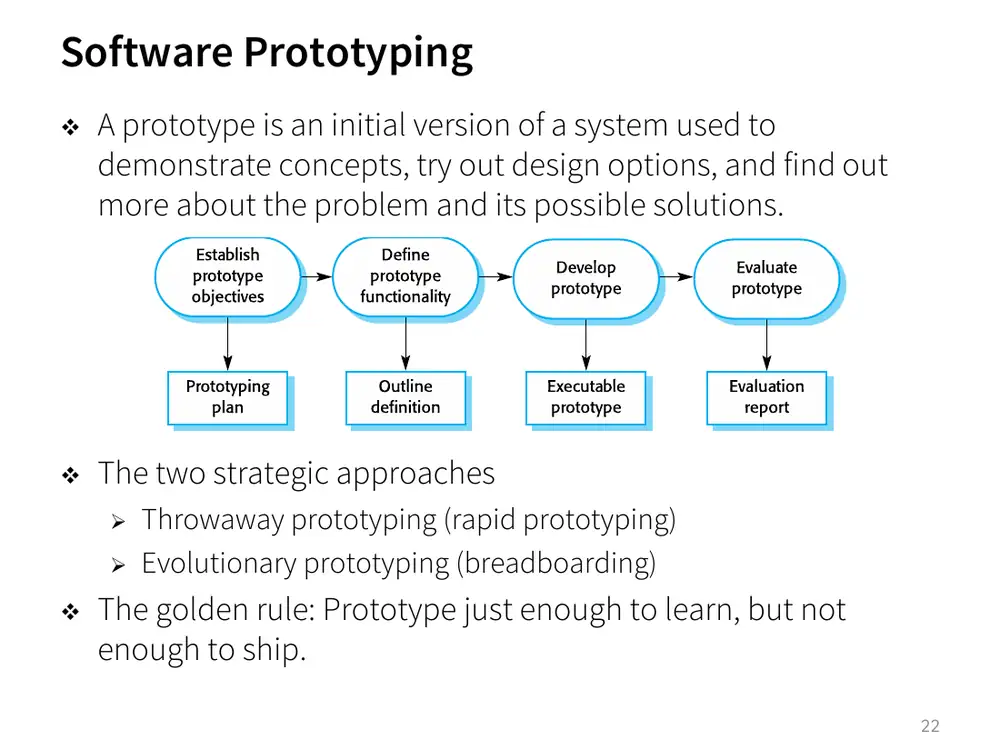 Software Prototyping
❖ A prototype is an initial version of a system used to
demonstrate concepts, try out design options, and find out
more about the problem and its possible solutions.
Establish
prototype
objectives
Define
prototype
functionality
Develop
prototype
Evaluate
prototype
Prototyping
plan
Outline
definition
Executable
prototype
Evaluation
report
❖ The two strategic approaches
➢ Throwaway prototyping (rapid prototyping)
➢ Evolutionary prototyping (breadboarding)
❖ The golden rule: Prototype just enough to learn, but not
enough to ship.
22